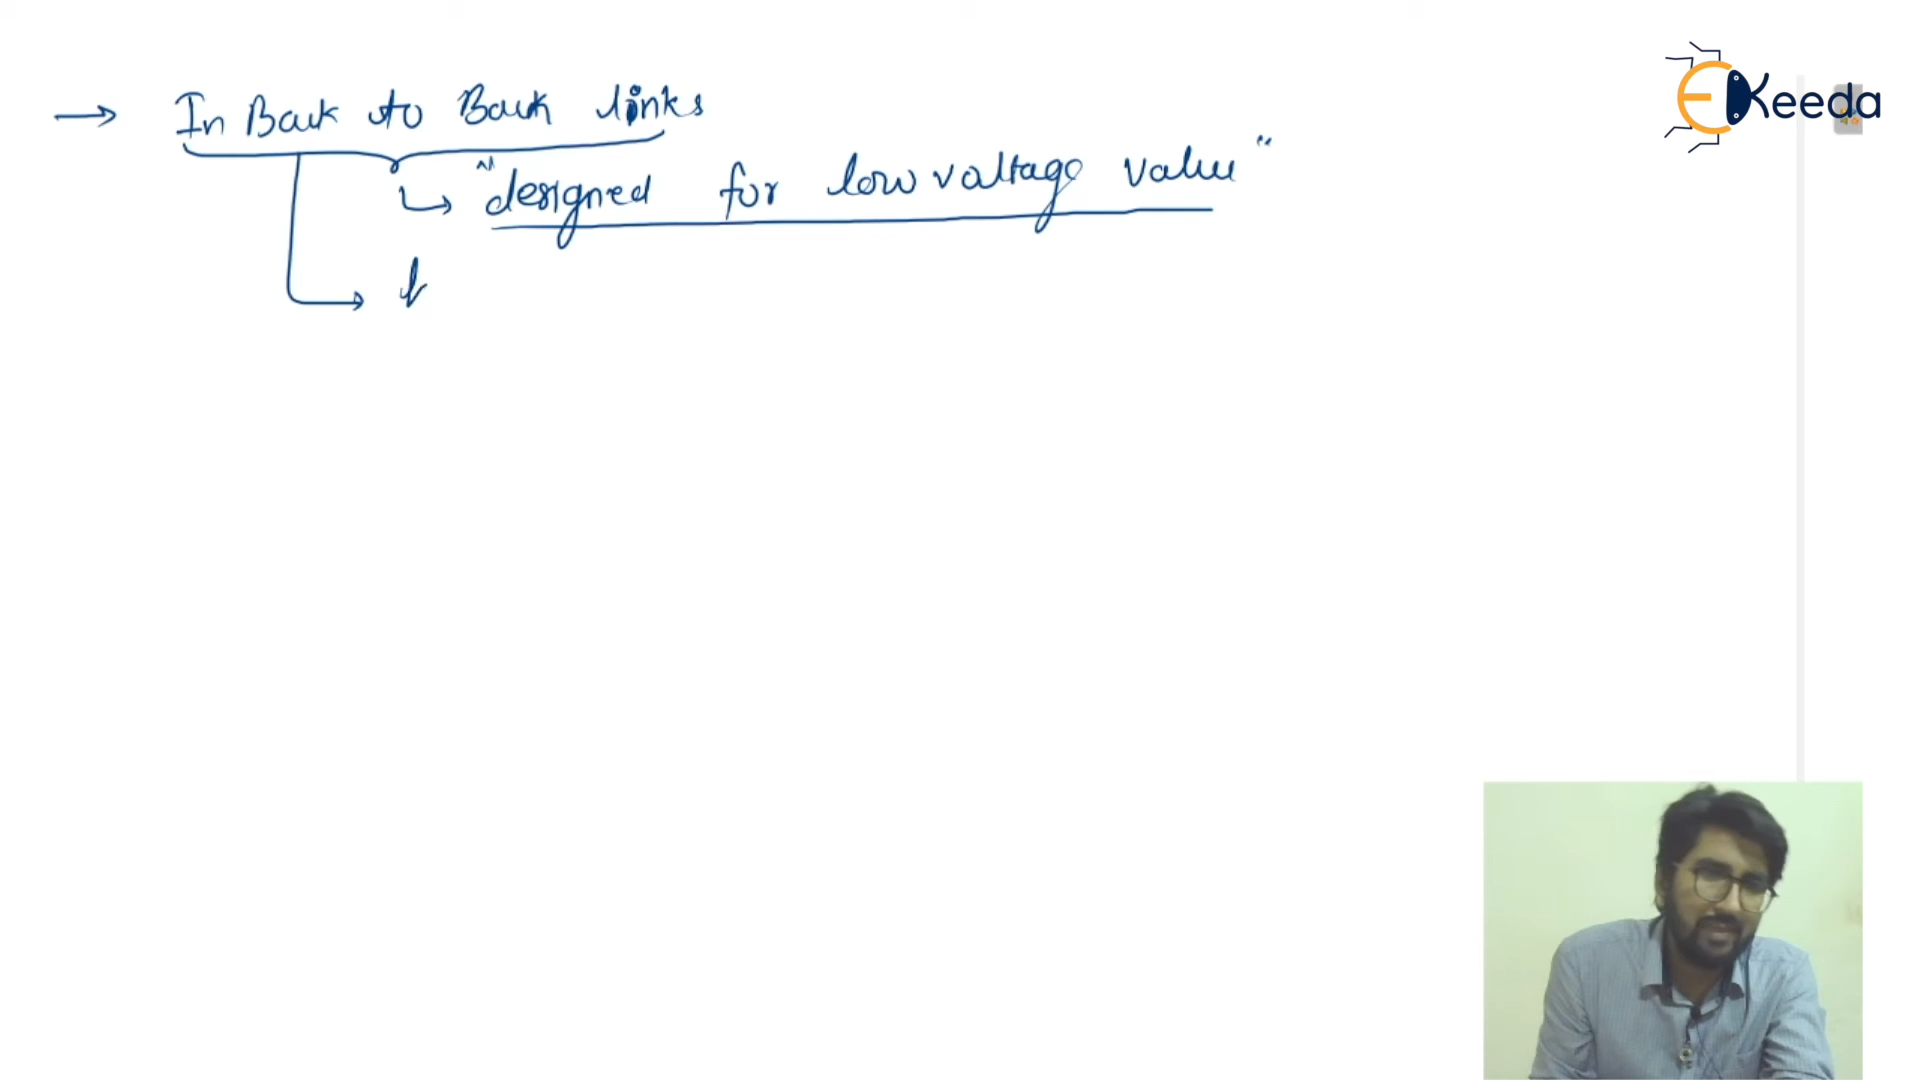 EKeeda
→ In Back to Back links
↳ "designed for low voltage value"